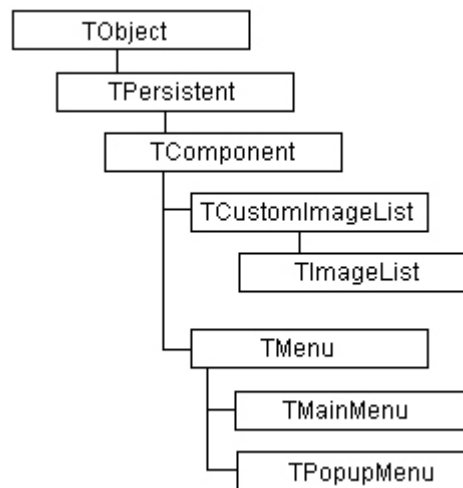 TObject
TPersistent
TComponent
TCustomImageList
TImageList
TMenu
TMainMenu
TPopupMenu